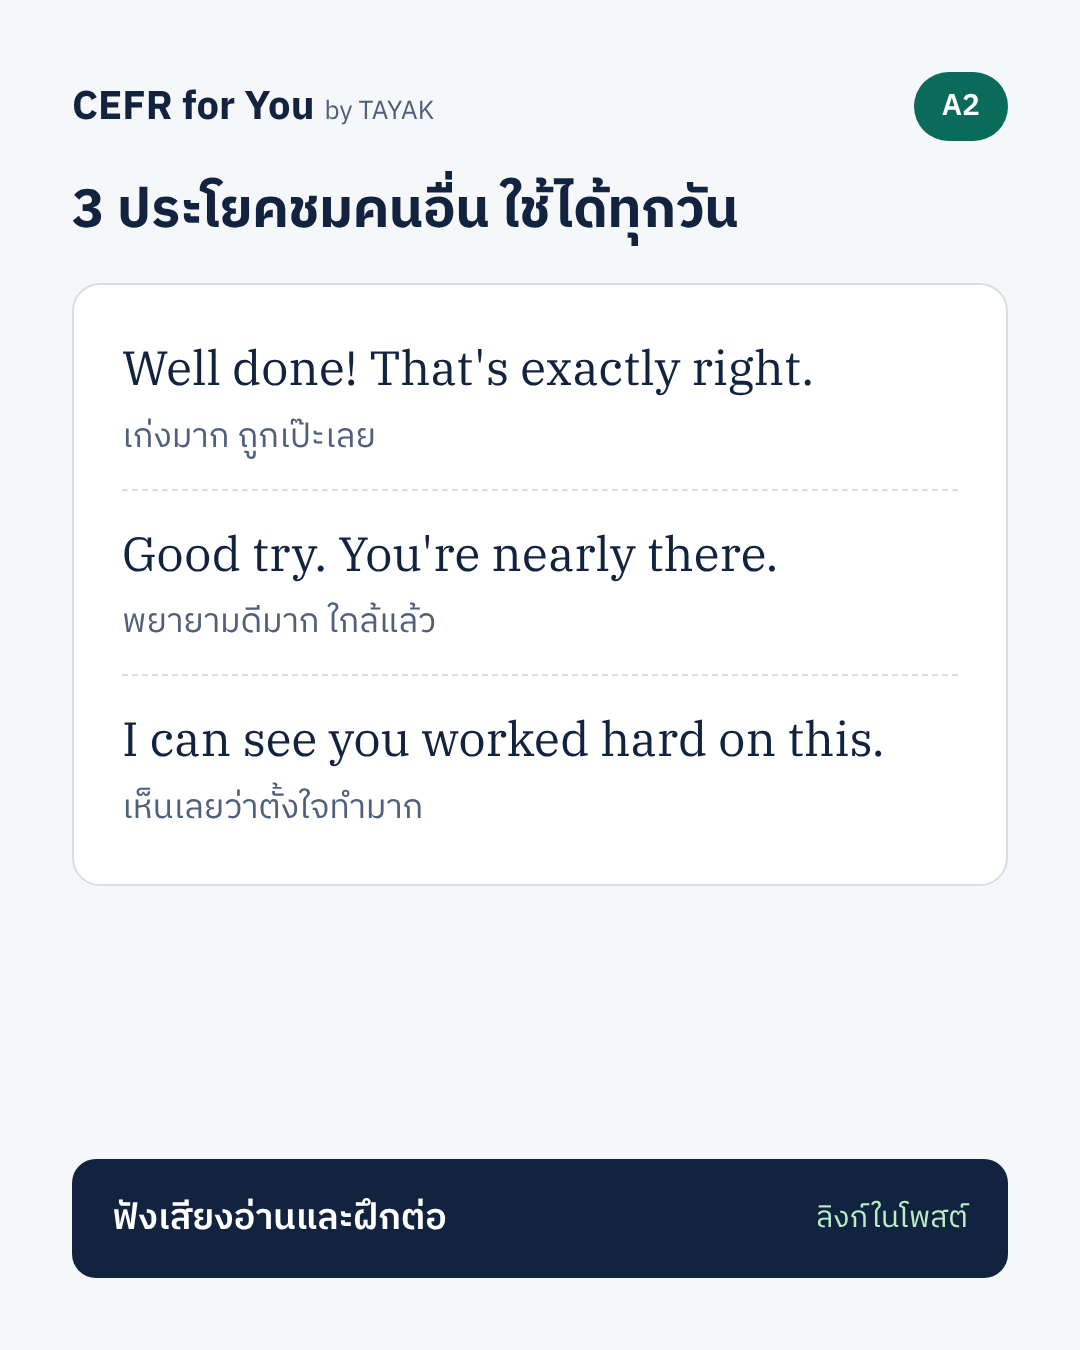 CEFR for You by TAYAK
A2
3 ประโยคชมคนอื่น ใช้ได้ทุกวัน
Well done! That's exactly right.
เก่งมาก ถูกเป๊ะเลย
Good try. You're nearly there.
พยายามดีมาก ใกล้แล้ว
I can see you worked hard on this.
เห็นเลยว่าตั้งใจทำมาก
ฟังเสียงอ่านและฝึกต่อ
ลิงก์ในโพสต์